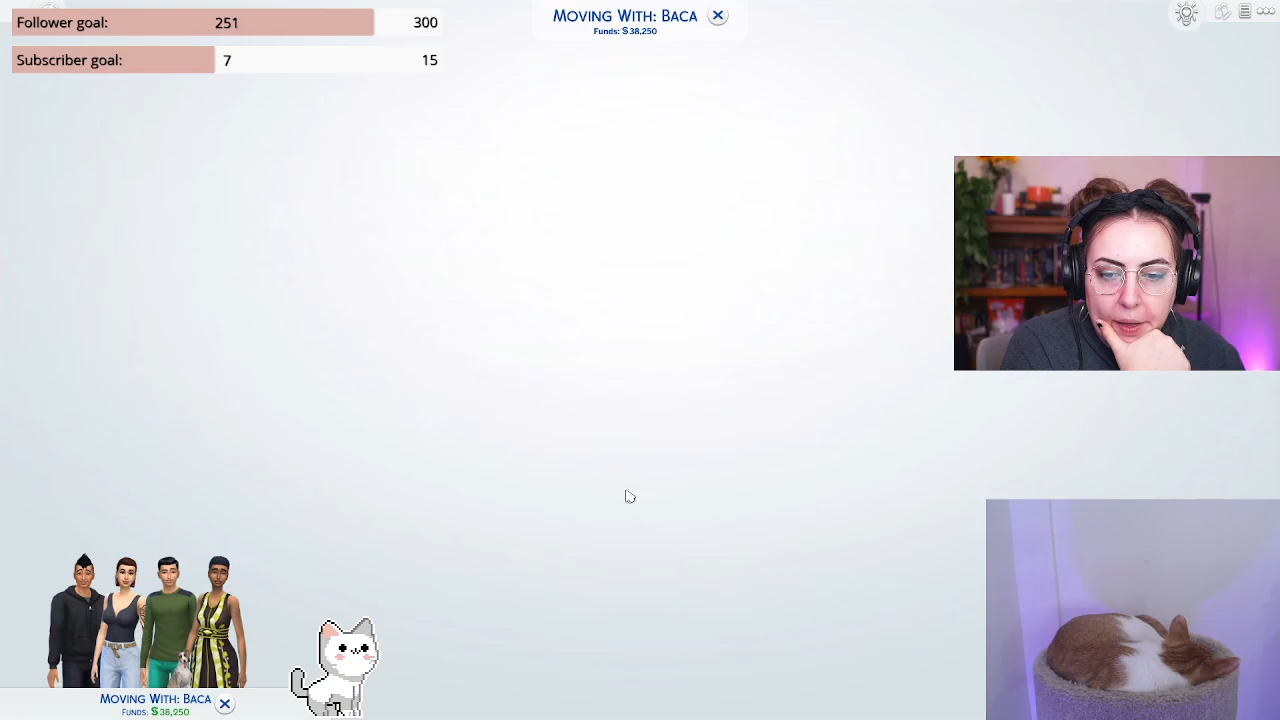 Follower goal: 251 300
Subscriber goal: 7 15
MOVING WITH: BACA
FUNDS: §38,250
MOVING WITH: BACA
FUNDS: §38,250